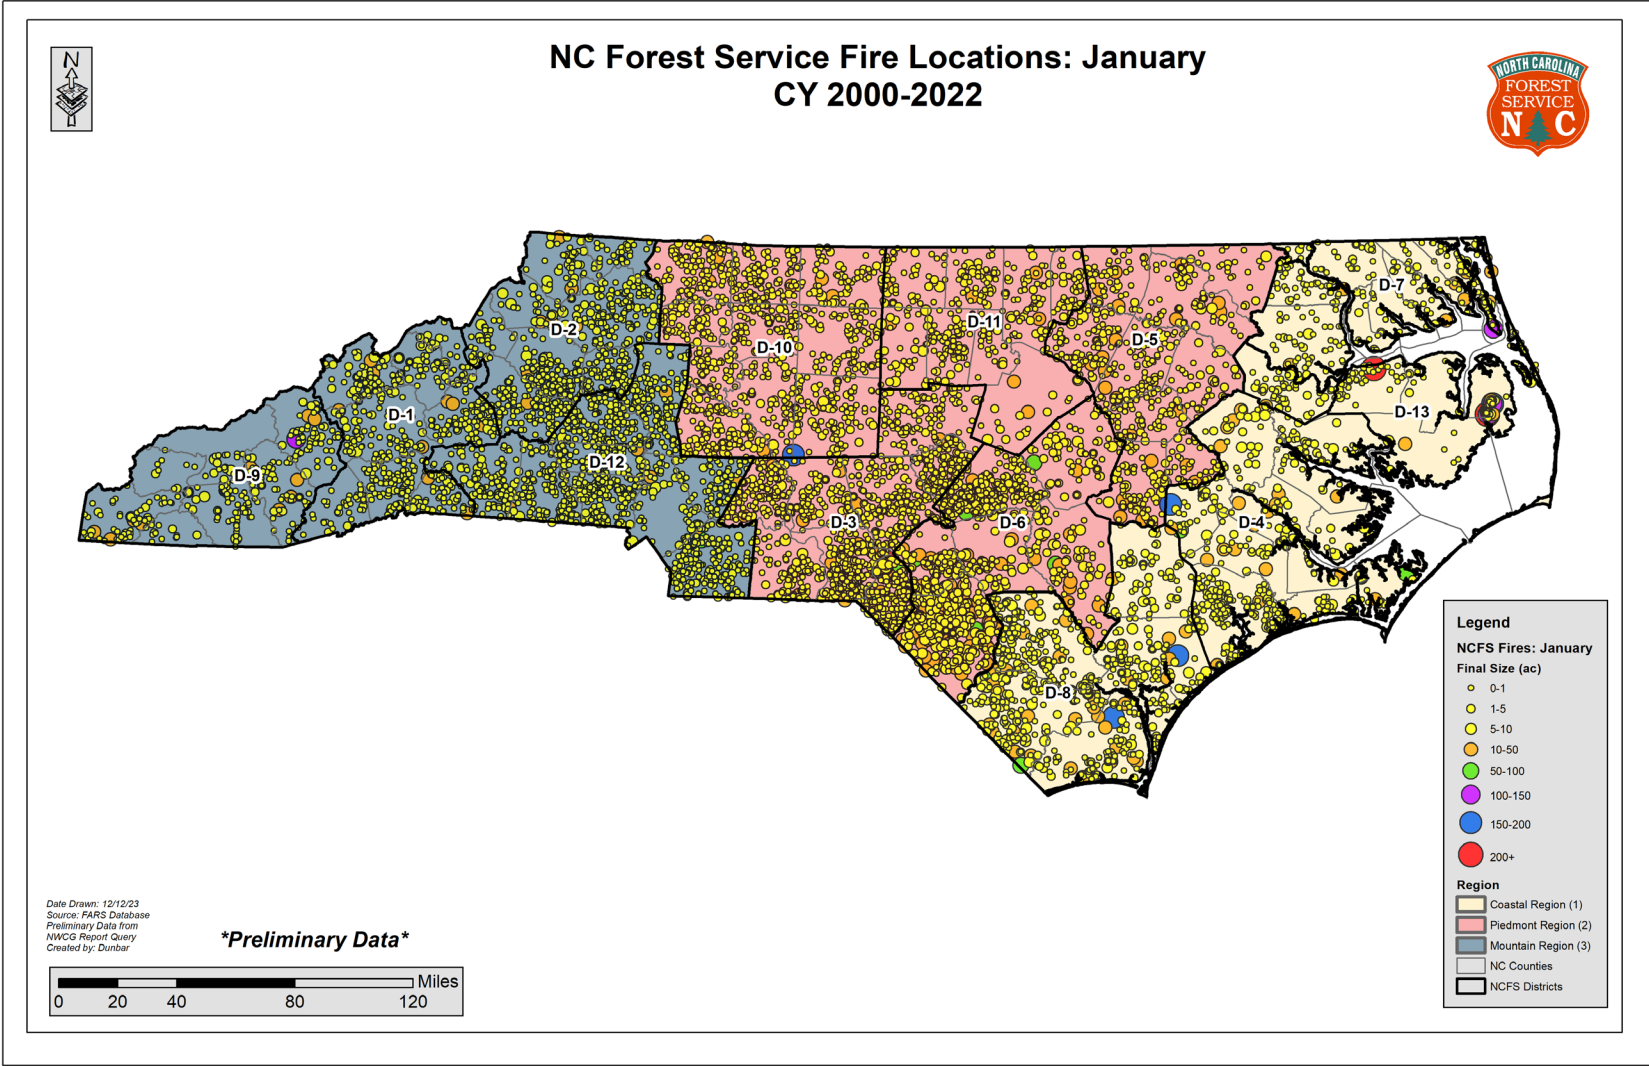 NC Forest Service Fire Locations: January
CY 2000-2022
N
NORTH CAROLINA
FOREST
SERVICE
N C
D-7
D-2
D-11
D-5
D-10
D-1
D-13
D-12
D-9
D-3
D-6
D-4
D-8
Legend
NCFS Fires: January
Final Size (ac)
0-1
1-5
5-10
10-50
50-100
100-150
150-200
200+
Region
Coastal Region (1)
Piedmont Region (2)
Mountain Region (3)
NC Counties
NCFS Districts
Date Drawn: 12/12/23
Source: FARS Database
Preliminary Data from
NWCG Report Query
Created by: Dunbar
*Preliminary Data*
Miles
0 20 40 80 120